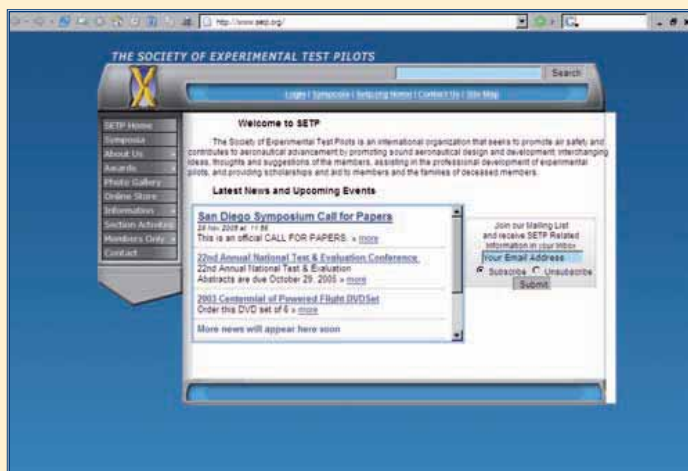 http://www.setp.org/
THE SOCIETY OF EXPERIMENTAL TEST PILOTS
Search
Login | Symposia | Setp.org Home | Contact Us | Site Map
SETP Home
Symposia
About Us
Awards
Photo Gallery
Online Store
Information
Section Activities
Members Only
Contact
Welcome to SETP
The Society of Experimental Test Pilots is an international organization that seeks to promote air safety and
contributes to aeronautical advancement by promoting sound aeronautical design and development; interchanging
ideas, thoughts and suggestions of the members, assisting in the professional development of experimental
pilots, and providing scholarships and aid to members and the families of deceased members.
Latest News and Upcoming Events
San Diego Symposium Call for Papers
28 Nov 2005 at 11:56
This is an official CALL FOR PAPERS. » more
22nd Annual National Test & Evaluation Conference
22nd Annual National Test & Evaluation
Abstracts are due October 29, 2005 » more
2003 Centennial of Powered Flight DVD Set
Order this DVD set of 6 » more
More news will appear here soon
Join our Mailing List
and receive SETP Related
Information in your Inbox
Your Email Address
Subscribe Unsubscribe
Submit